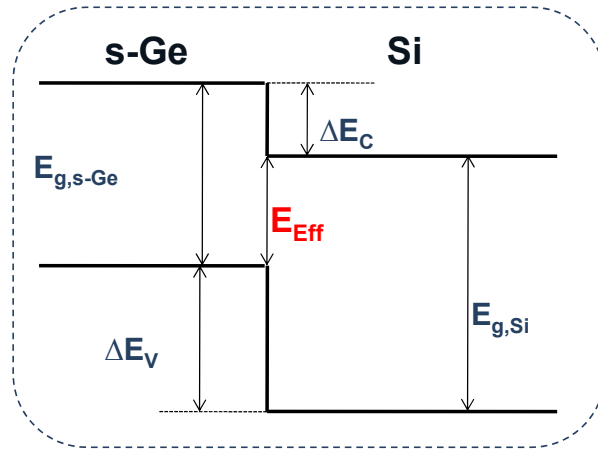 s-Ge
Si
ΔE_C
E_g,s-Ge
E_Eff
E_g,Si
ΔE_V